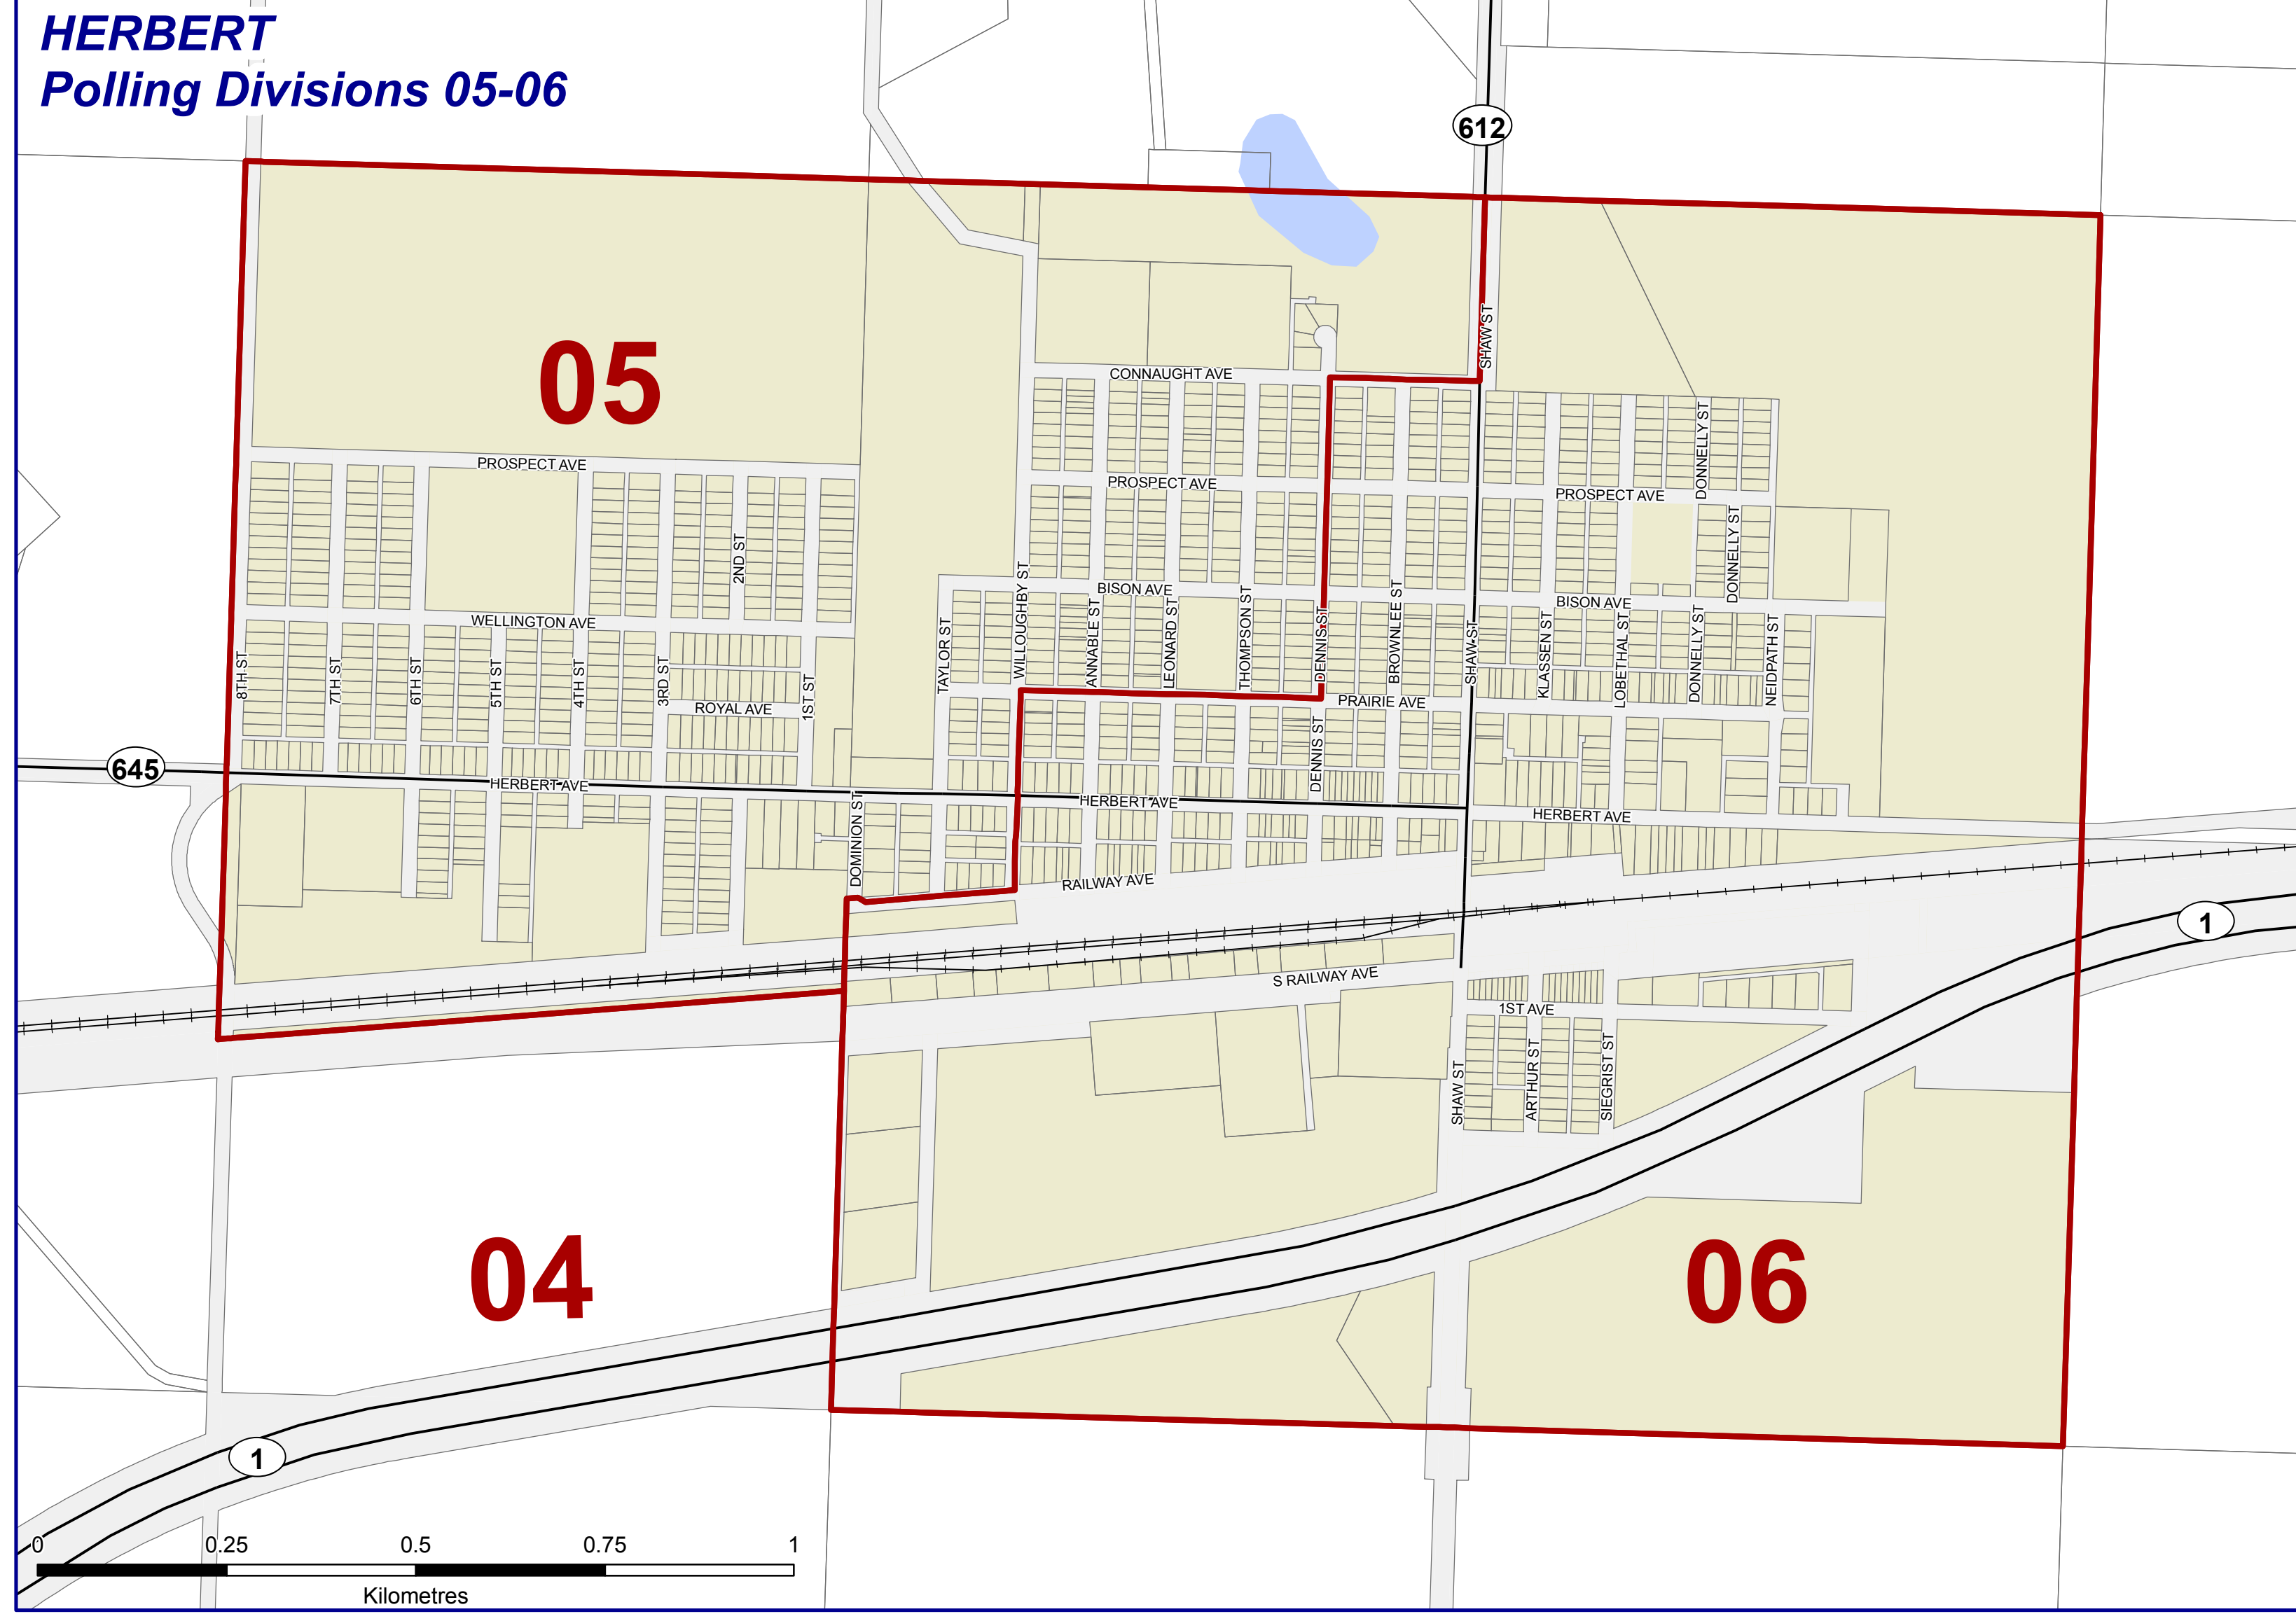 HERBERT
Polling Divisions 05-06
612
SHAW ST
05
CONNAUGHT AVE
PROSPECT AVE
PROSPECT AVE
PROSPECT AVE
DONNELLY ST
2ND ST
DONNELLY ST
BISON AVE
BISON AVE
WELLINGTON AVE
8TH ST
7TH ST
6TH ST
5TH ST
4TH ST
3RD ST
1ST ST
TAYLOR ST
WILLOUGHBY ST
ANNABLE ST
LEONARD ST
THOMPSON ST
DENNIS ST
BROWNLEE ST
SHAW ST
KLASSEN ST
LOBETHAL ST
DONNELLY ST
NEIDPATH ST
ROYAL AVE
PRAIRIE AVE
DENNIS ST
645
HERBERT AVE
HERBERT AVE
HERBERT AVE
DOMINION ST
RAILWAY AVE
1
S RAILWAY AVE
1ST AVE
SHAW ST
ARTHUR ST
SIEGRIST ST
04
06
1
0 0.25 0.5 0.75 1
Kilometres